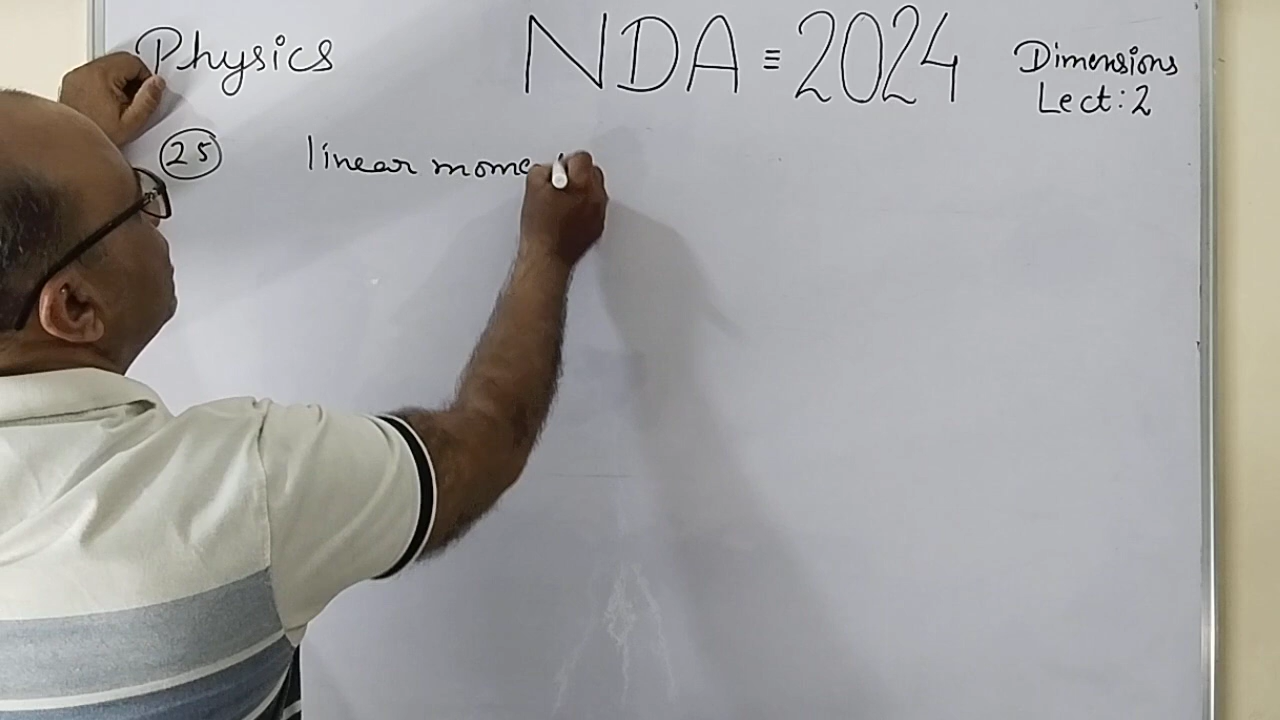 Physics
NDA ≡ 2024
Dimensions
Lect: 2
25 linear mome